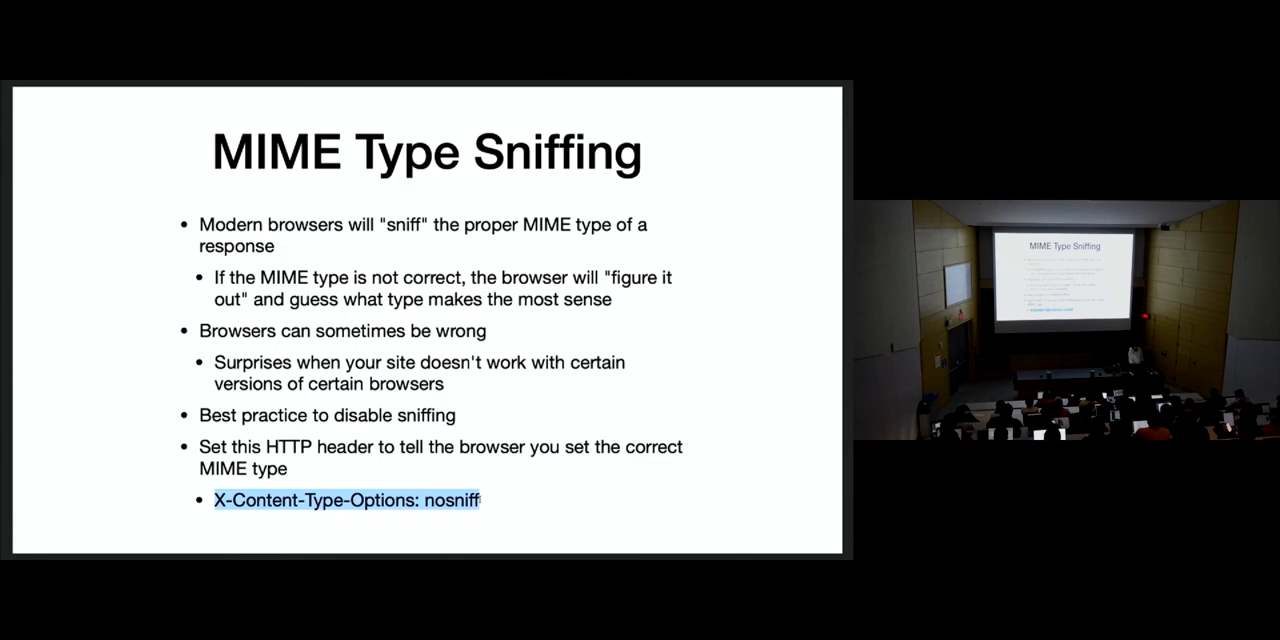 MIME Type Sniffing
• Modern browsers will "sniff" the proper MIME type of a
response
• If the MIME type is not correct, the browser will "figure it
out" and guess what type makes the most sense
• Browsers can sometimes be wrong
• Surprises when your site doesn't work with certain
versions of certain browsers
• Best practice to disable sniffing
• Set this HTTP header to tell the browser you set the correct
MIME type
• X-Content-Type-Options: nosniff
MIME Type Sniffing